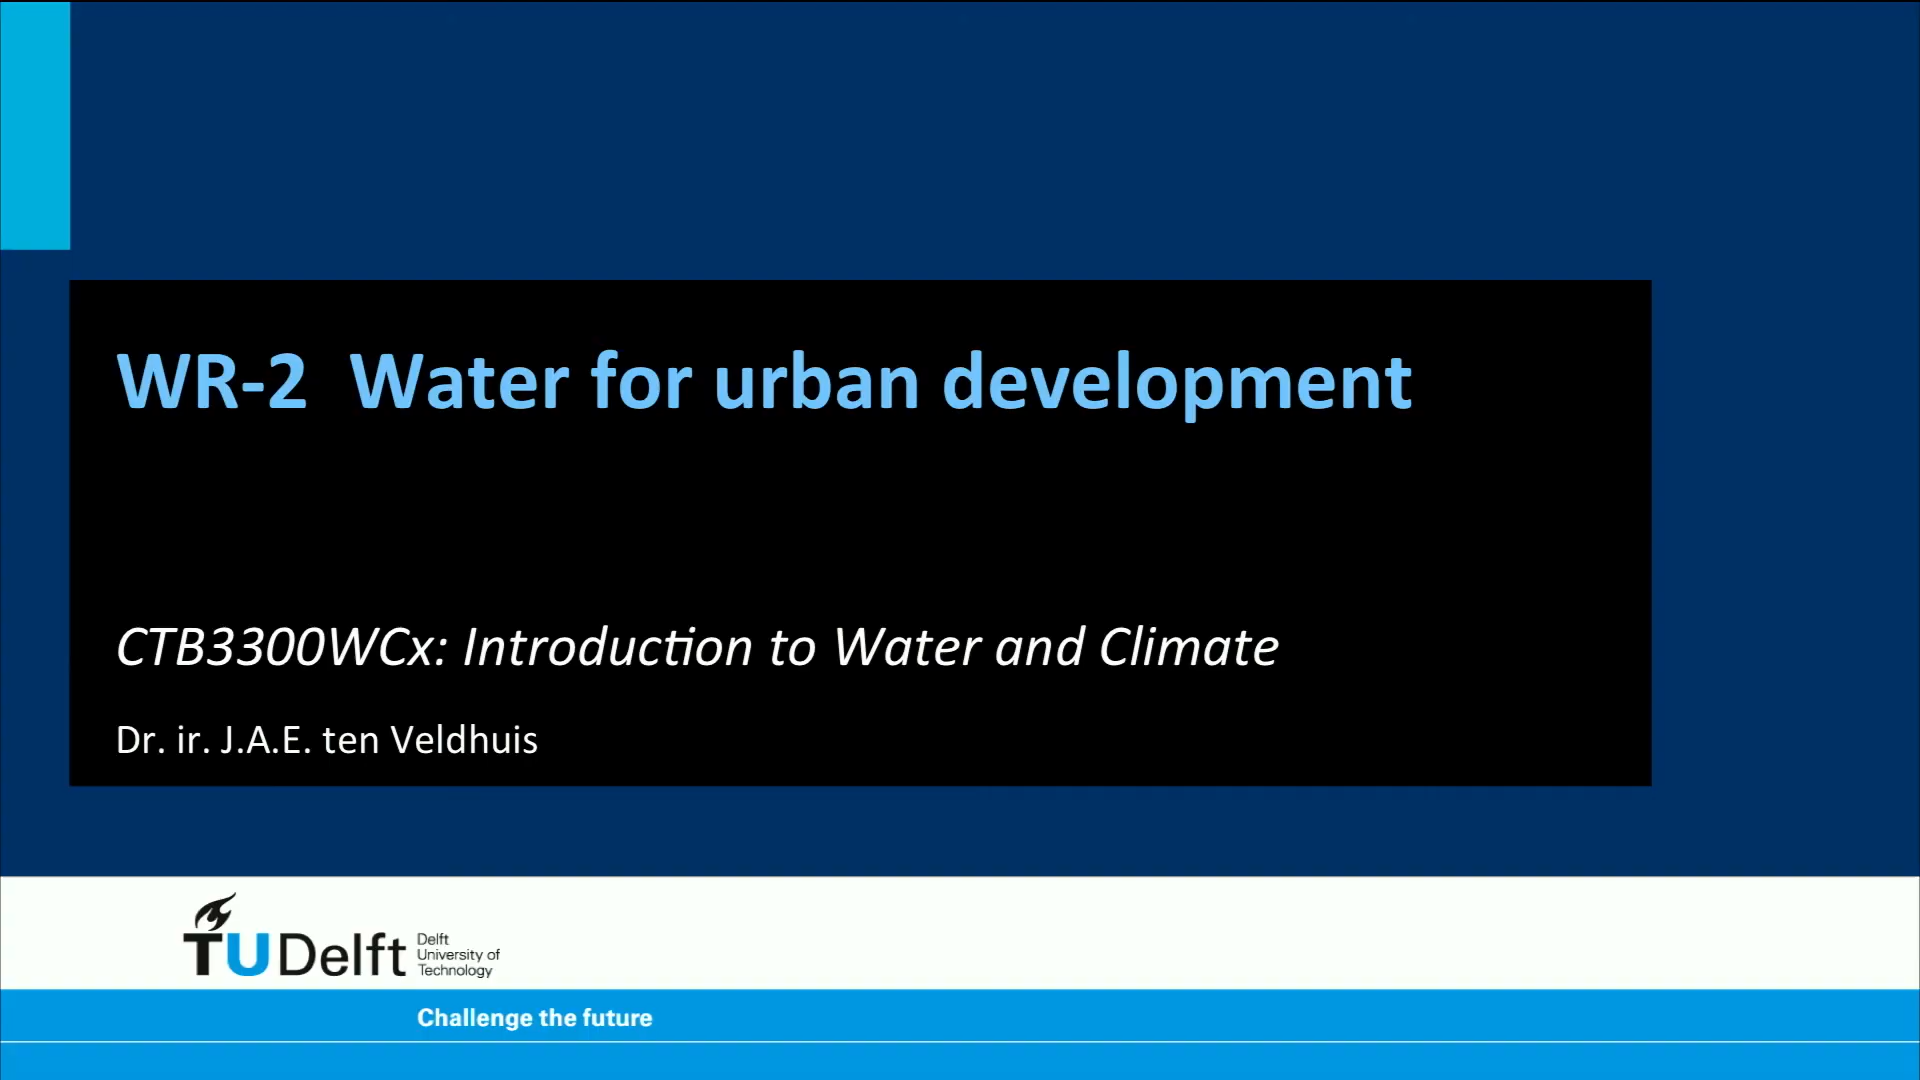 WR-2 Water for urban development
CTB3300WCx: Introduction to Water and Climate
Dr. ir. J.A.E. ten Veldhuis
TUDelft
Delft
University of
Technology
Challenge the future